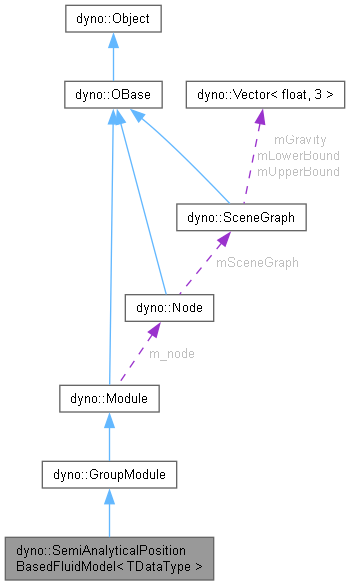 dyno::Object
dyno::OBase
dyno::Vector< float, 3 >
mGravity
mLowerBound
mUpperBound
dyno::SceneGraph
mSceneGraph
dyno::Node
m_node
dyno::Module
dyno::GroupModule
dyno::SemiAnalyticalPosition
BasedFluidModel< TDataType >